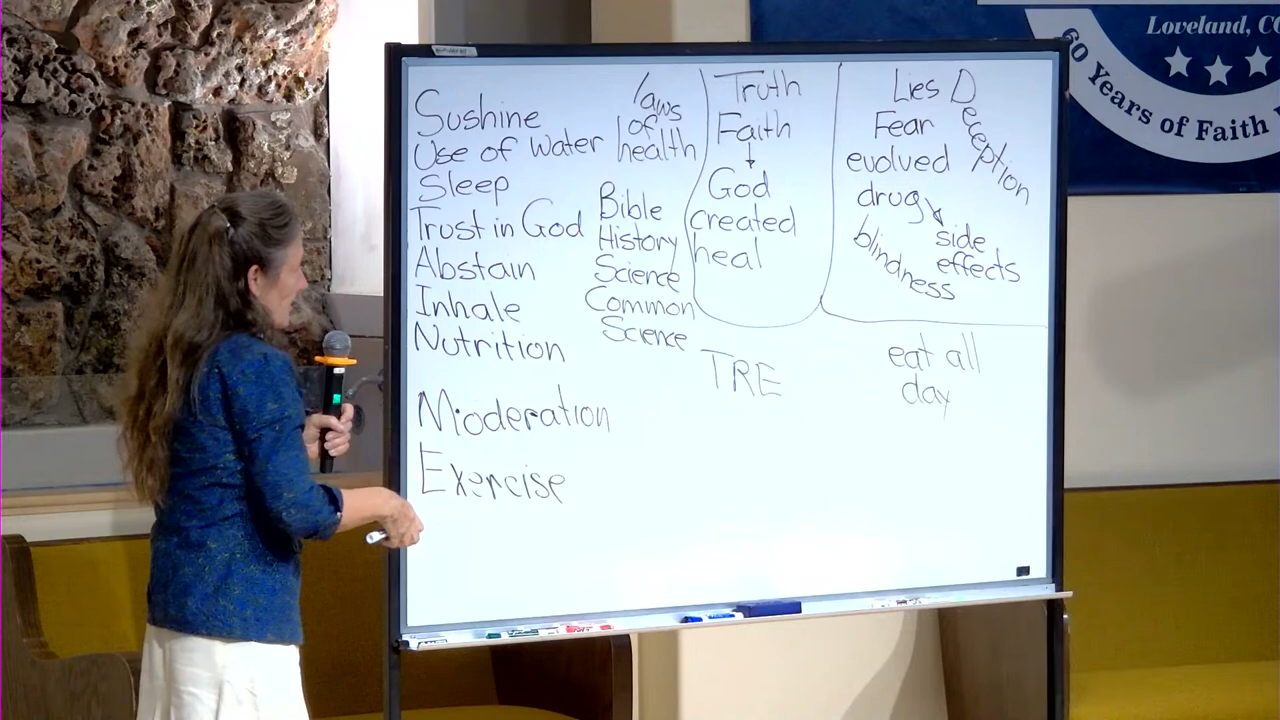 Sushine
Use of Water
Sleep
Trust in God
Abstain
Inhale
Nutrition
Moderation
Exercise
laws
of
health
Bible
History
Science
Common
Science
Truth
Faith
God
created
heal
TRE
Lies Deception
Fear
evolved
drug
side
effects
blindness
eat all
day
Loveland, CO
60 Years of Faith